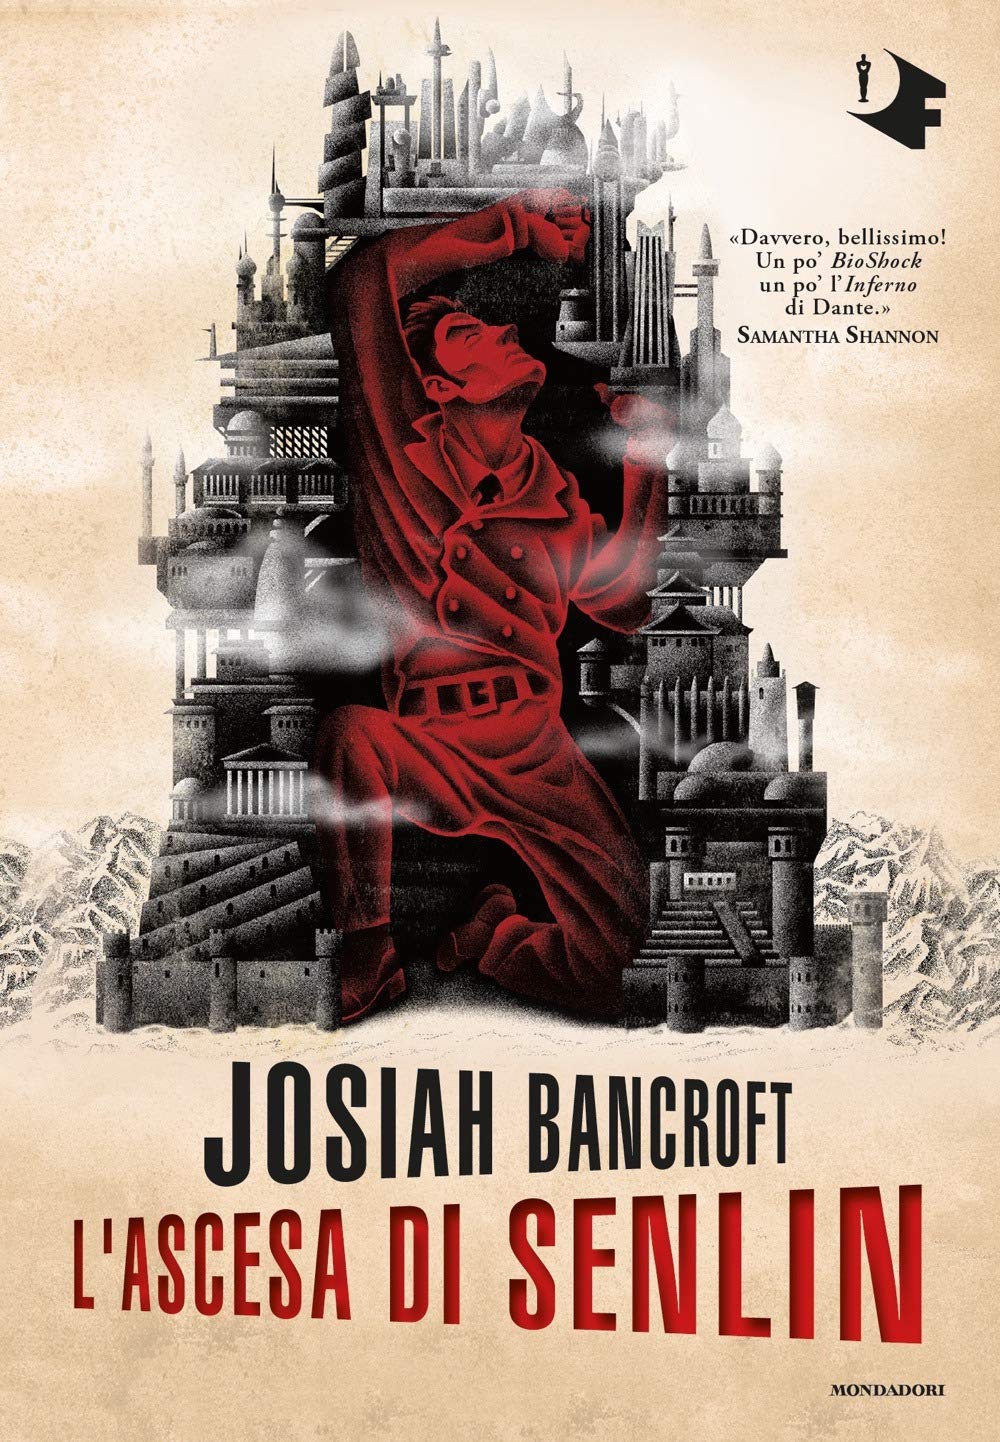 F
«Davvero, bellissimo!
Un po' BioShock
un po' l'Inferno
di Dante.»
SAMANTHA SHANNON
JOSIAH BANCROFT
L'ASCESA DI SENLIN
MONDADORI